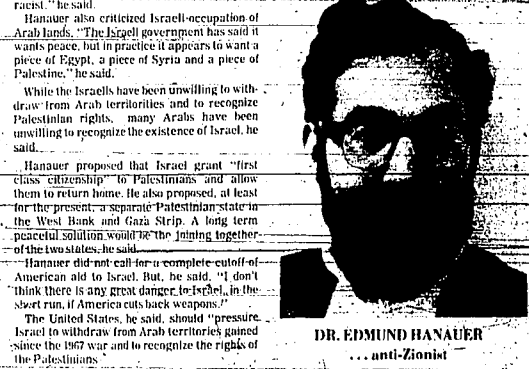 racist," he said.
Hanauer also criticized Israeli occupation of
Arab lands. "The Israeli government has said it
wants peace, but in practice it appears to want a
piece of Egypt, a piece of Syria and a piece of
Palestine," he said.
While the Israelis have been unwilling to with-
draw from Arab territorities and to recognize
Palestinian rights, many Arabs have been
unwilling to recognize the existence of Israel, he
said.
Hanauer proposed that Israel grant "first
class citizenship" to Palestinians and allow
them to return home. He also proposed, at least
for the present, a separate Palestinian state in
the West Bank and Gaza Strip. A long term
peaceful solution would be the joining together
of the two states, he said.
Hanauer did not call for a complete cutoff of
American aid to Israel. But, he said, "I don't
think there is any great danger to Israel, in the
short run, if America cuts back weapons."
The United States, he said, should "pressure
Israel to withdraw from Arab territories gained
since the 1967 war and to recognize the rights of
the Palestinians
DR. EDMUND HANAUER
...anti-Zionist